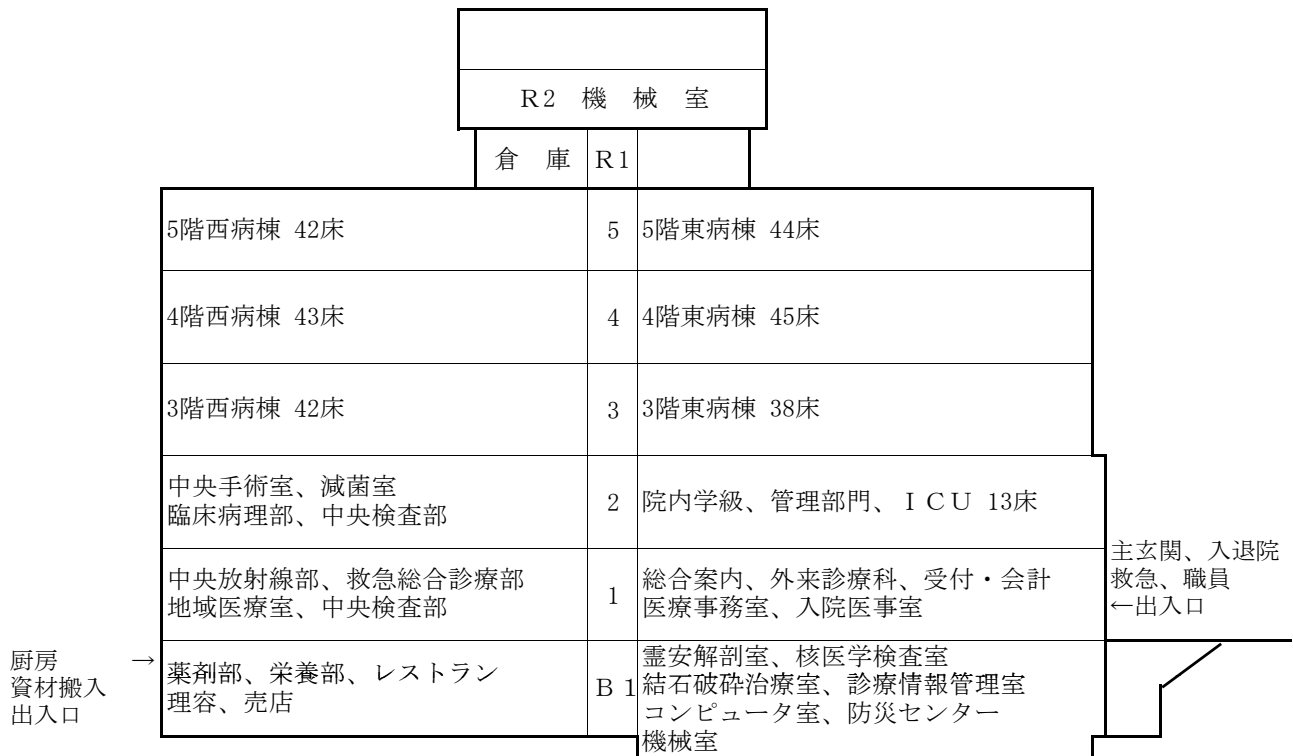 R2 機 械 室
倉 庫 R1
5階西病棟 42床 5 5階東病棟 44床
4階西病棟 43床 4 4階東病棟 45床
3階西病棟 42床 3 3階東病棟 38床
中央手術室、減菌室
臨床病理部、中央検査部
2
院内学級、管理部門、ＩＣＵ 13床
中央放射線部、救急総合診療部
地域医療室、中央検査部
1
総合案内、外来診療科、受付・会計
医療事務室、入院医事室
主玄関、入退院
救急、職員
←出入口
厨房 →
資材搬入
出入口
薬剤部、栄養部、レストラン
理容、売店
B 1
霊安解剖室、核医学検査室
結石破砕治療室、診療情報管理室
コンピュータ室、防災センター
機械室